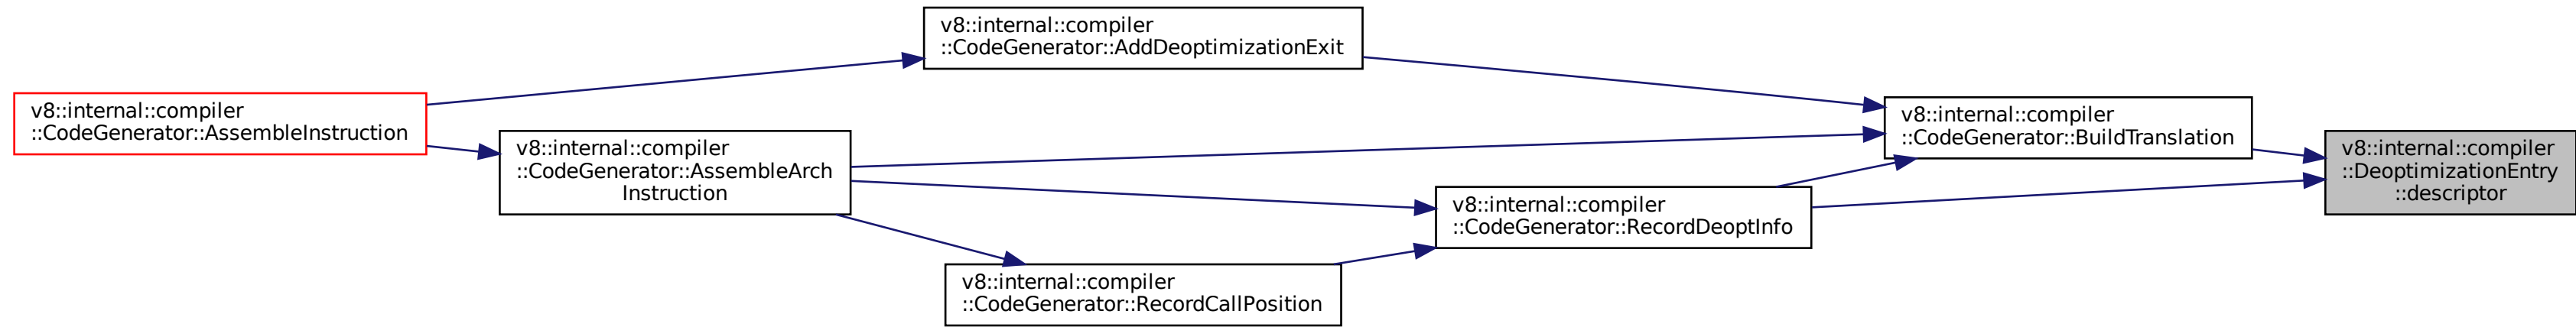 v8::internal::compiler
::CodeGenerator::AddDeoptimizationExit
v8::internal::compiler
::CodeGenerator::AssembleInstruction
v8::internal::compiler
::CodeGenerator::AssembleArch
Instruction
v8::internal::compiler
::CodeGenerator::BuildTranslation
v8::internal::compiler
::DeoptimizationEntry
::descriptor
v8::internal::compiler
::CodeGenerator::RecordDeoptInfo
v8::internal::compiler
::CodeGenerator::RecordCallPosition